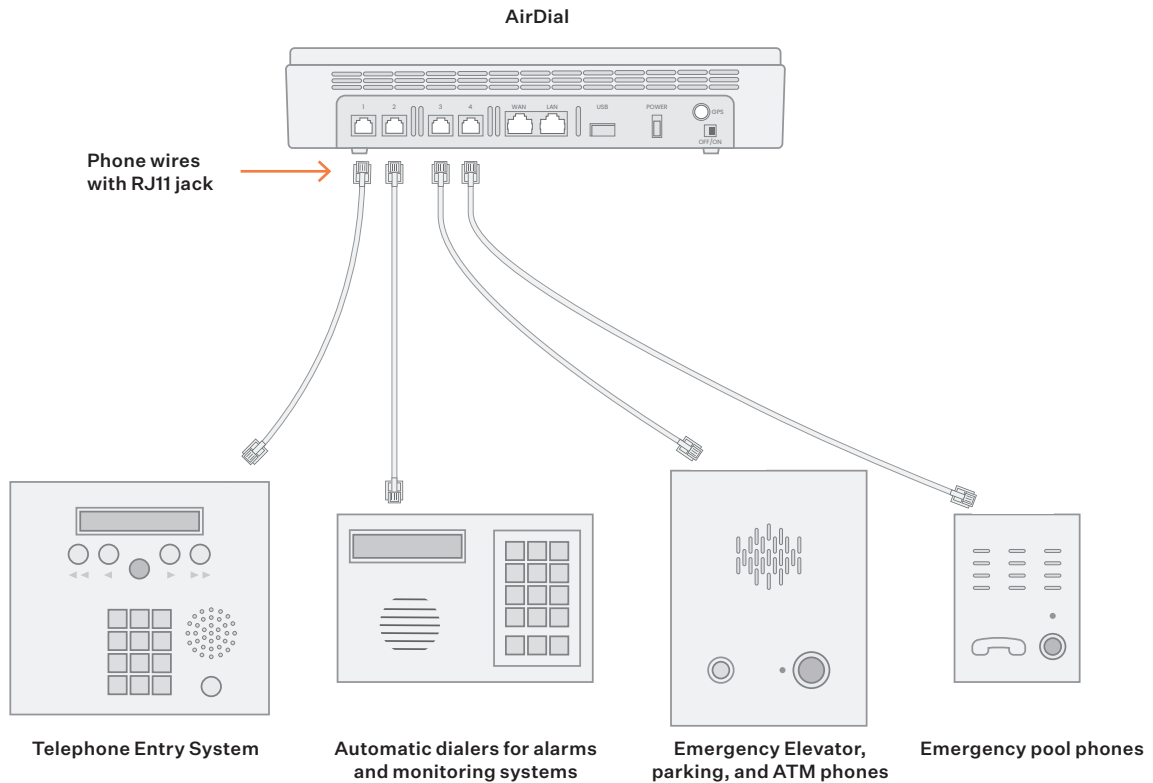 AirDial
1 2 3 4 WAN LAN USB POWER GPS
OFF/ON
Phone wires
with RJ11 jack
Telephone Entry System
Automatic dialers for alarms
and monitoring systems
Emergency Elevator,
parking, and ATM phones
Emergency pool phones